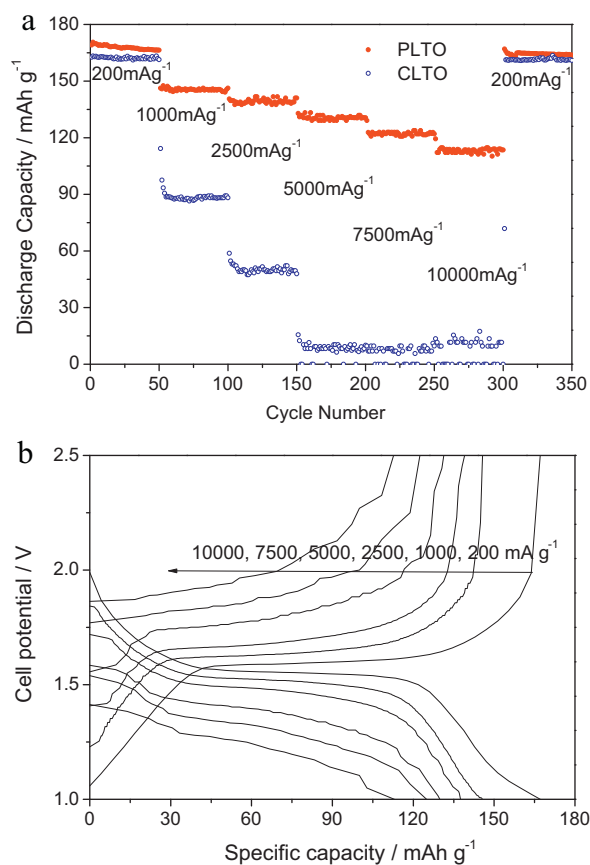 a
Discharge Capacity / mAh g⁻¹
180
150
120
90
60
30
0
PLTO
CLTO
200mAg⁻¹
200mAg⁻¹
1000mAg⁻¹
2500mAg⁻¹
5000mAg⁻¹
7500mAg⁻¹
10000mAg⁻¹
0 50 100 150 200 250 300 350
Cycle Number
b
Cell potential / V
2.5
2.0
1.5
1.0
10000, 7500, 5000, 2500, 1000, 200 mA g⁻¹
0 30 60 90 120 150 180
Specific capacity / mAh g⁻¹